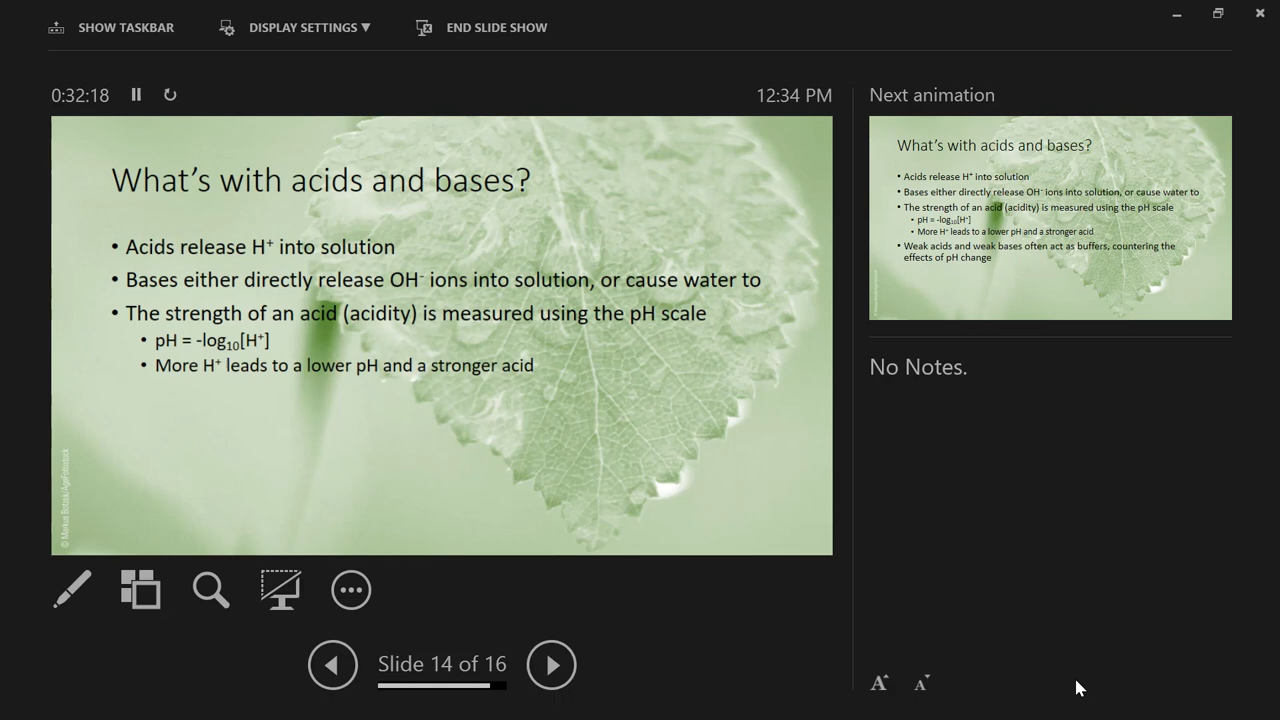 SHOW TASKBAR DISPLAY SETTINGS ▼ END SLIDE SHOW
0:32:18 12:34 PM
What's with acids and bases?
• Acids release H⁺ into solution
• Bases either directly release OH⁻ ions into solution, or cause water to
• The strength of an acid (acidity) is measured using the pH scale
• pH = -log₁₀[H⁺]
• More H⁺ leads to a lower pH and a stronger acid
© Markus Botzek/AgeFotostock
Slide 14 of 16
Next animation
What's with acids and bases?
• Acids release H⁺ into solution
• Bases either directly release OH⁻ ions into solution, or cause water to
• The strength of an acid (acidity) is measured using the pH scale
• pH = -log₁₀[H⁺]
• More H⁺ leads to a lower pH and a stronger acid
• Weak acids and weak bases often act as buffers, countering the
effects of pH change
No Notes.
A A